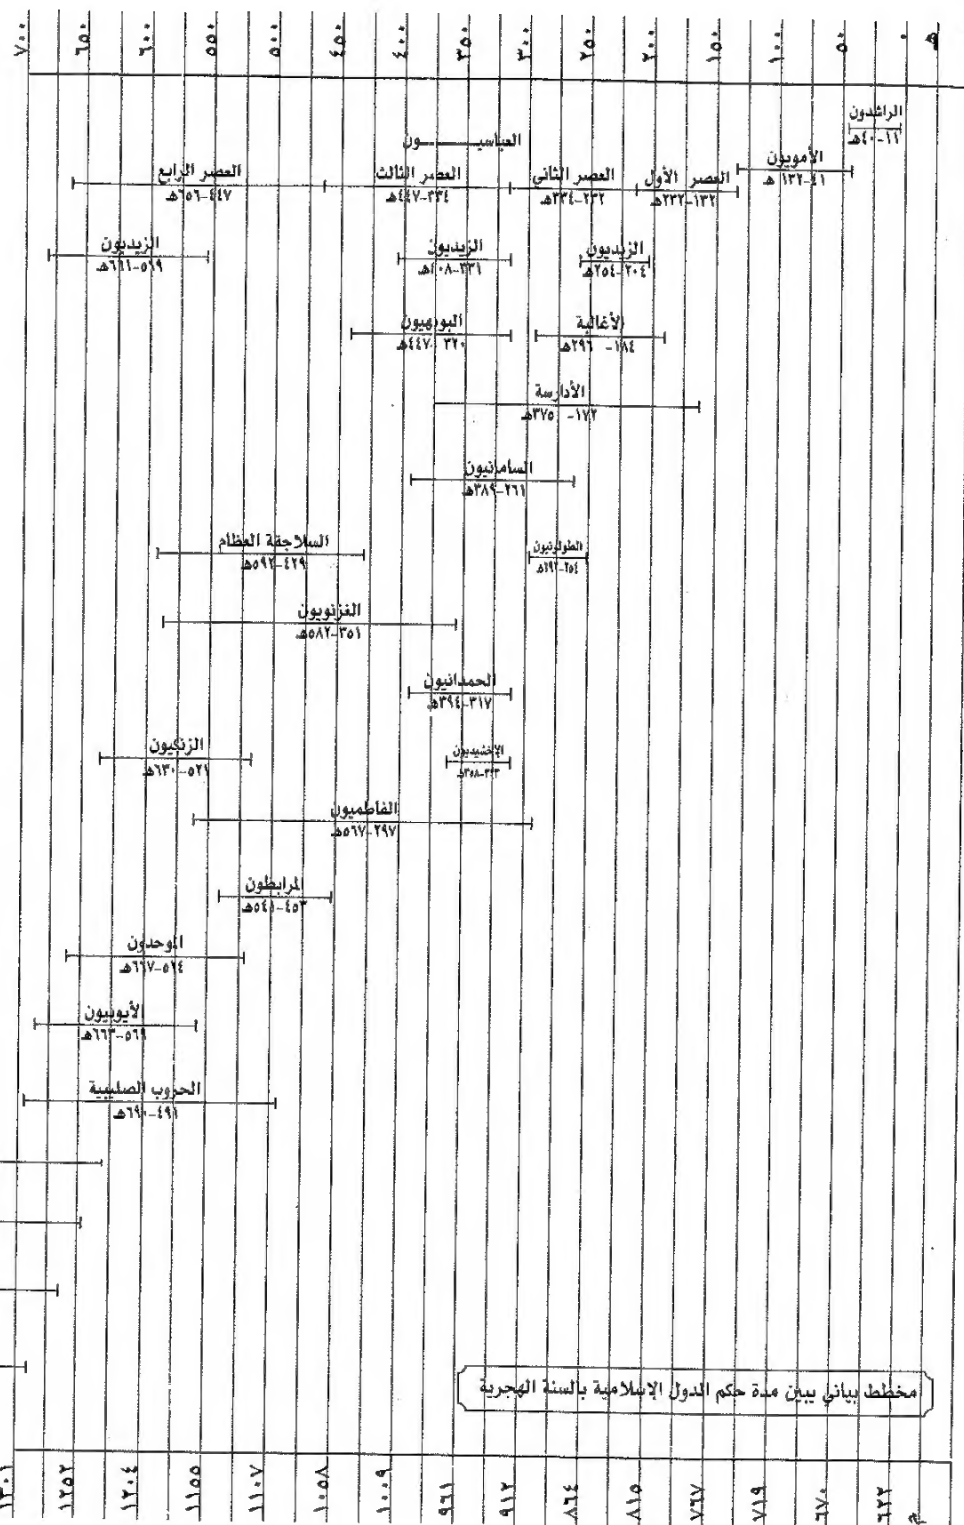 هـ ٠ ٥٠ ١٠٠ ١٥٠ ٢٠٠ ٢٥٠ ٣٠٠ ٣٥٠ ٤٠٠ ٤٥٠ ٥٠٠ ٥٥٠ ٦٠٠ ٦٥٠ ٧٠٠
الراشدون
١١-٤٠هـ
العباسيـــــون
الأمويون
٤١-١٣٢هـ
العصر الأول
١٣٢-٢٣٢هـ
العصر الثاني
٢٣٢-٣٣٤هـ
العصر الثالث
٣٣٤-٤٤٧هـ
العصر الرابع
٤٤٧-٦٥٦هـ
الزيديون
٢٠٤-٢٥٤هـ
الزيديون
٣٣١-٤٠٨هـ
الزيديون
٥٦٩-٦٦١هـ
الأغالبة
١٨٤-٢٩٦هـ
البويهيون
٣٢٠-٤٤٧هـ
الأدارسة
١٧٢-٣٧٥هـ
السامانيون
٢٦١-٣٨٩هـ
الطولونيون
٢٥٤-٢٩٢هـ
السلاجقة العظام
٤٢٩-٥٩٢هـ
الغزنويون
٣٥١-٥٨٢هـ
الحمدانيون
٣١٧-٣٩٤هـ
الإخشيديون
٣٢٣-٣٥٨هـ
الزنكيون
٥٢١-٦٣٠هـ
الفاطميون
٢٩٧-٥٦٧هـ
المرابطون
٤٥٣-٥٤١هـ
الموحدون
٥٢٤-٦٦٧هـ
الأيوبيون
٥٦٩-٦٦٣هـ
الحروب الصليبية
٤٩١-٦٩٠هـ
مخطط بياني يبين مدة حكم الدول الإسلامية بالسنة الهجرية
م ٦٢٢ ٦٧٠ ٧١٩ ٧٦٧ ٨١٥ ٨٦٤ ٩١٢ ٩٦١ ١٠٠٩ ١٠٥٨ ١١٠٧ ١١٥٥ ١٢٠٤ ١٢٥٢ ١٣٠١